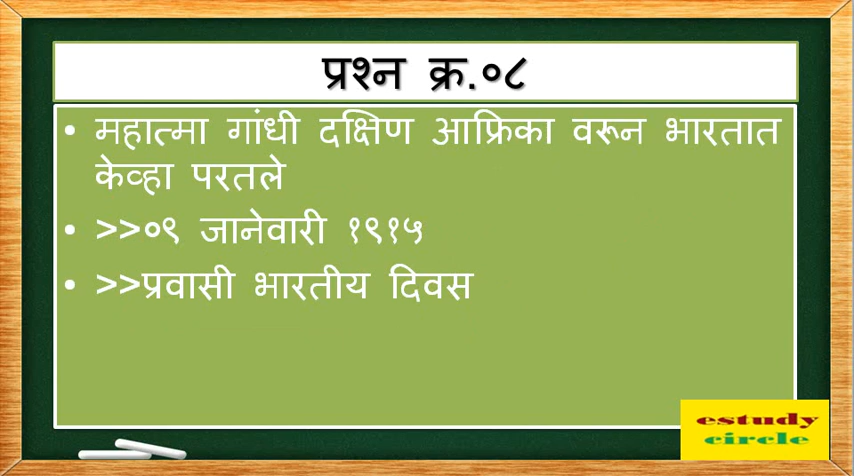 प्रश्न क्र.०८
• महात्मा गांधी दक्षिण आफ्रिका वरून भारतात
केव्हा परतले
• >>०९ जानेवारी १९१५
• >>प्रवासी भारतीय दिवस
estudy
circle